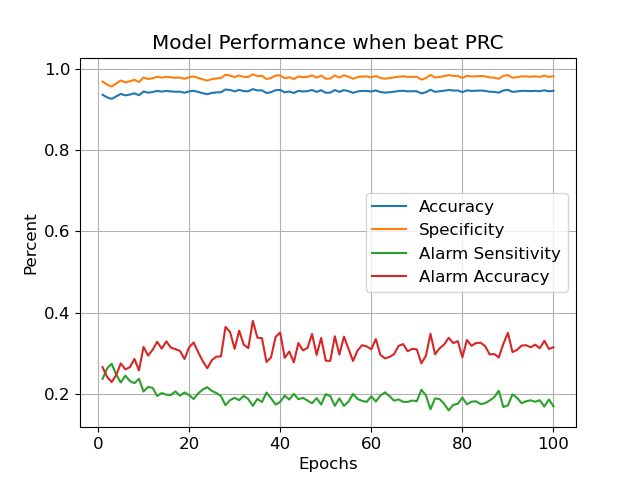 Model Performance when beat PRC
1.0
0.8
0.6
0.4
0.2
Percent
Accuracy
Specificity
Alarm Sensitivity
Alarm Accuracy
0 20 40 60 80 100
Epochs